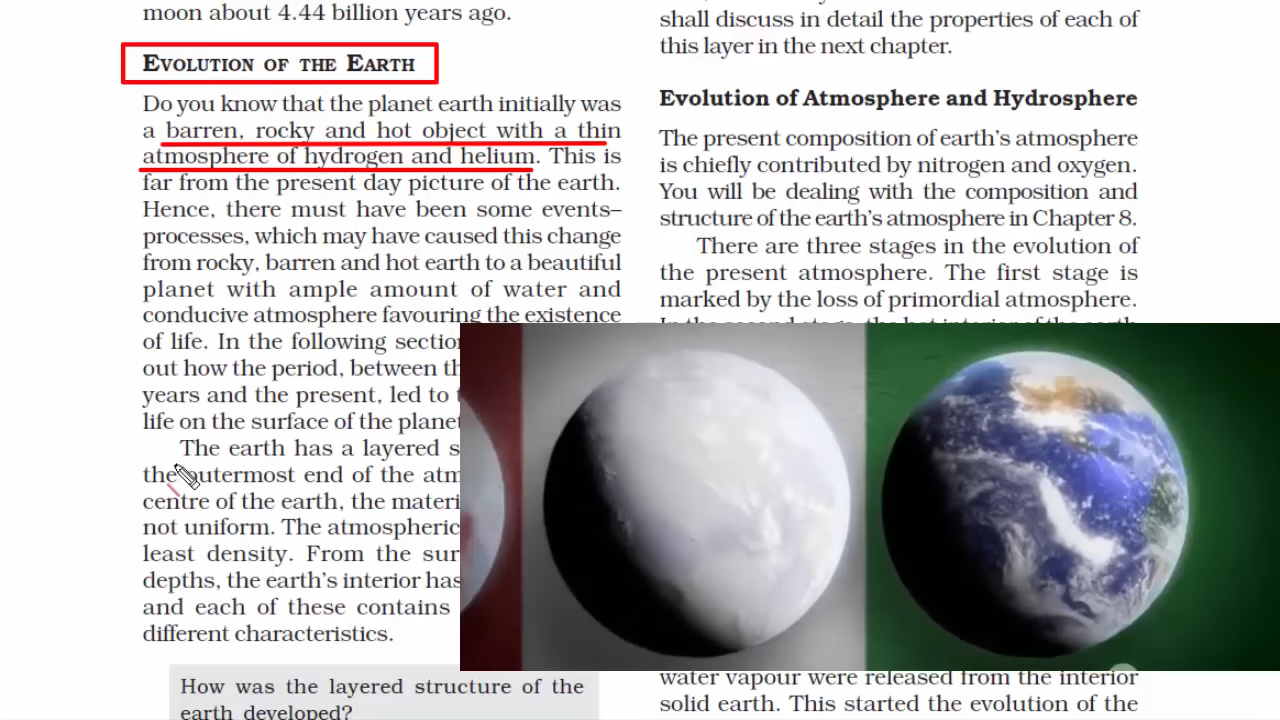 moon about 4.44 billion years ago.
EVOLUTION OF THE EARTH
Do you know that the planet earth initially was
a barren, rocky and hot object with a thin
atmosphere of hydrogen and helium. This is
far from the present day picture of the earth.
Hence, there must have been some events–
processes, which may have caused this change
from rocky, barren and hot earth to a beautiful
planet with ample amount of water and
conducive atmosphere favouring the existence
of life. In the following section
out how the period, between th
years and the present, led to
life on the surface of the planet
The earth has a layered s
the outermost end of the atm
centre of the earth, the materi
not uniform. The atmospheric
least density. From the sur
depths, the earth's interior has
and each of these contains
different characteristics.
How was the layered structure of the
earth developed?
shall discuss in detail the properties of each of
this layer in the next chapter.
Evolution of Atmosphere and Hydrosphere
The present composition of earth's atmosphere
is chiefly contributed by nitrogen and oxygen.
You will be dealing with the composition and
structure of the earth's atmosphere in Chapter 8.
There are three stages in the evolution of
the present atmosphere. The first stage is
marked by the loss of primordial atmosphere.
In the second stage, the hot interior of the earth
water vapour were released from the interior
solid earth. This started the evolution of the